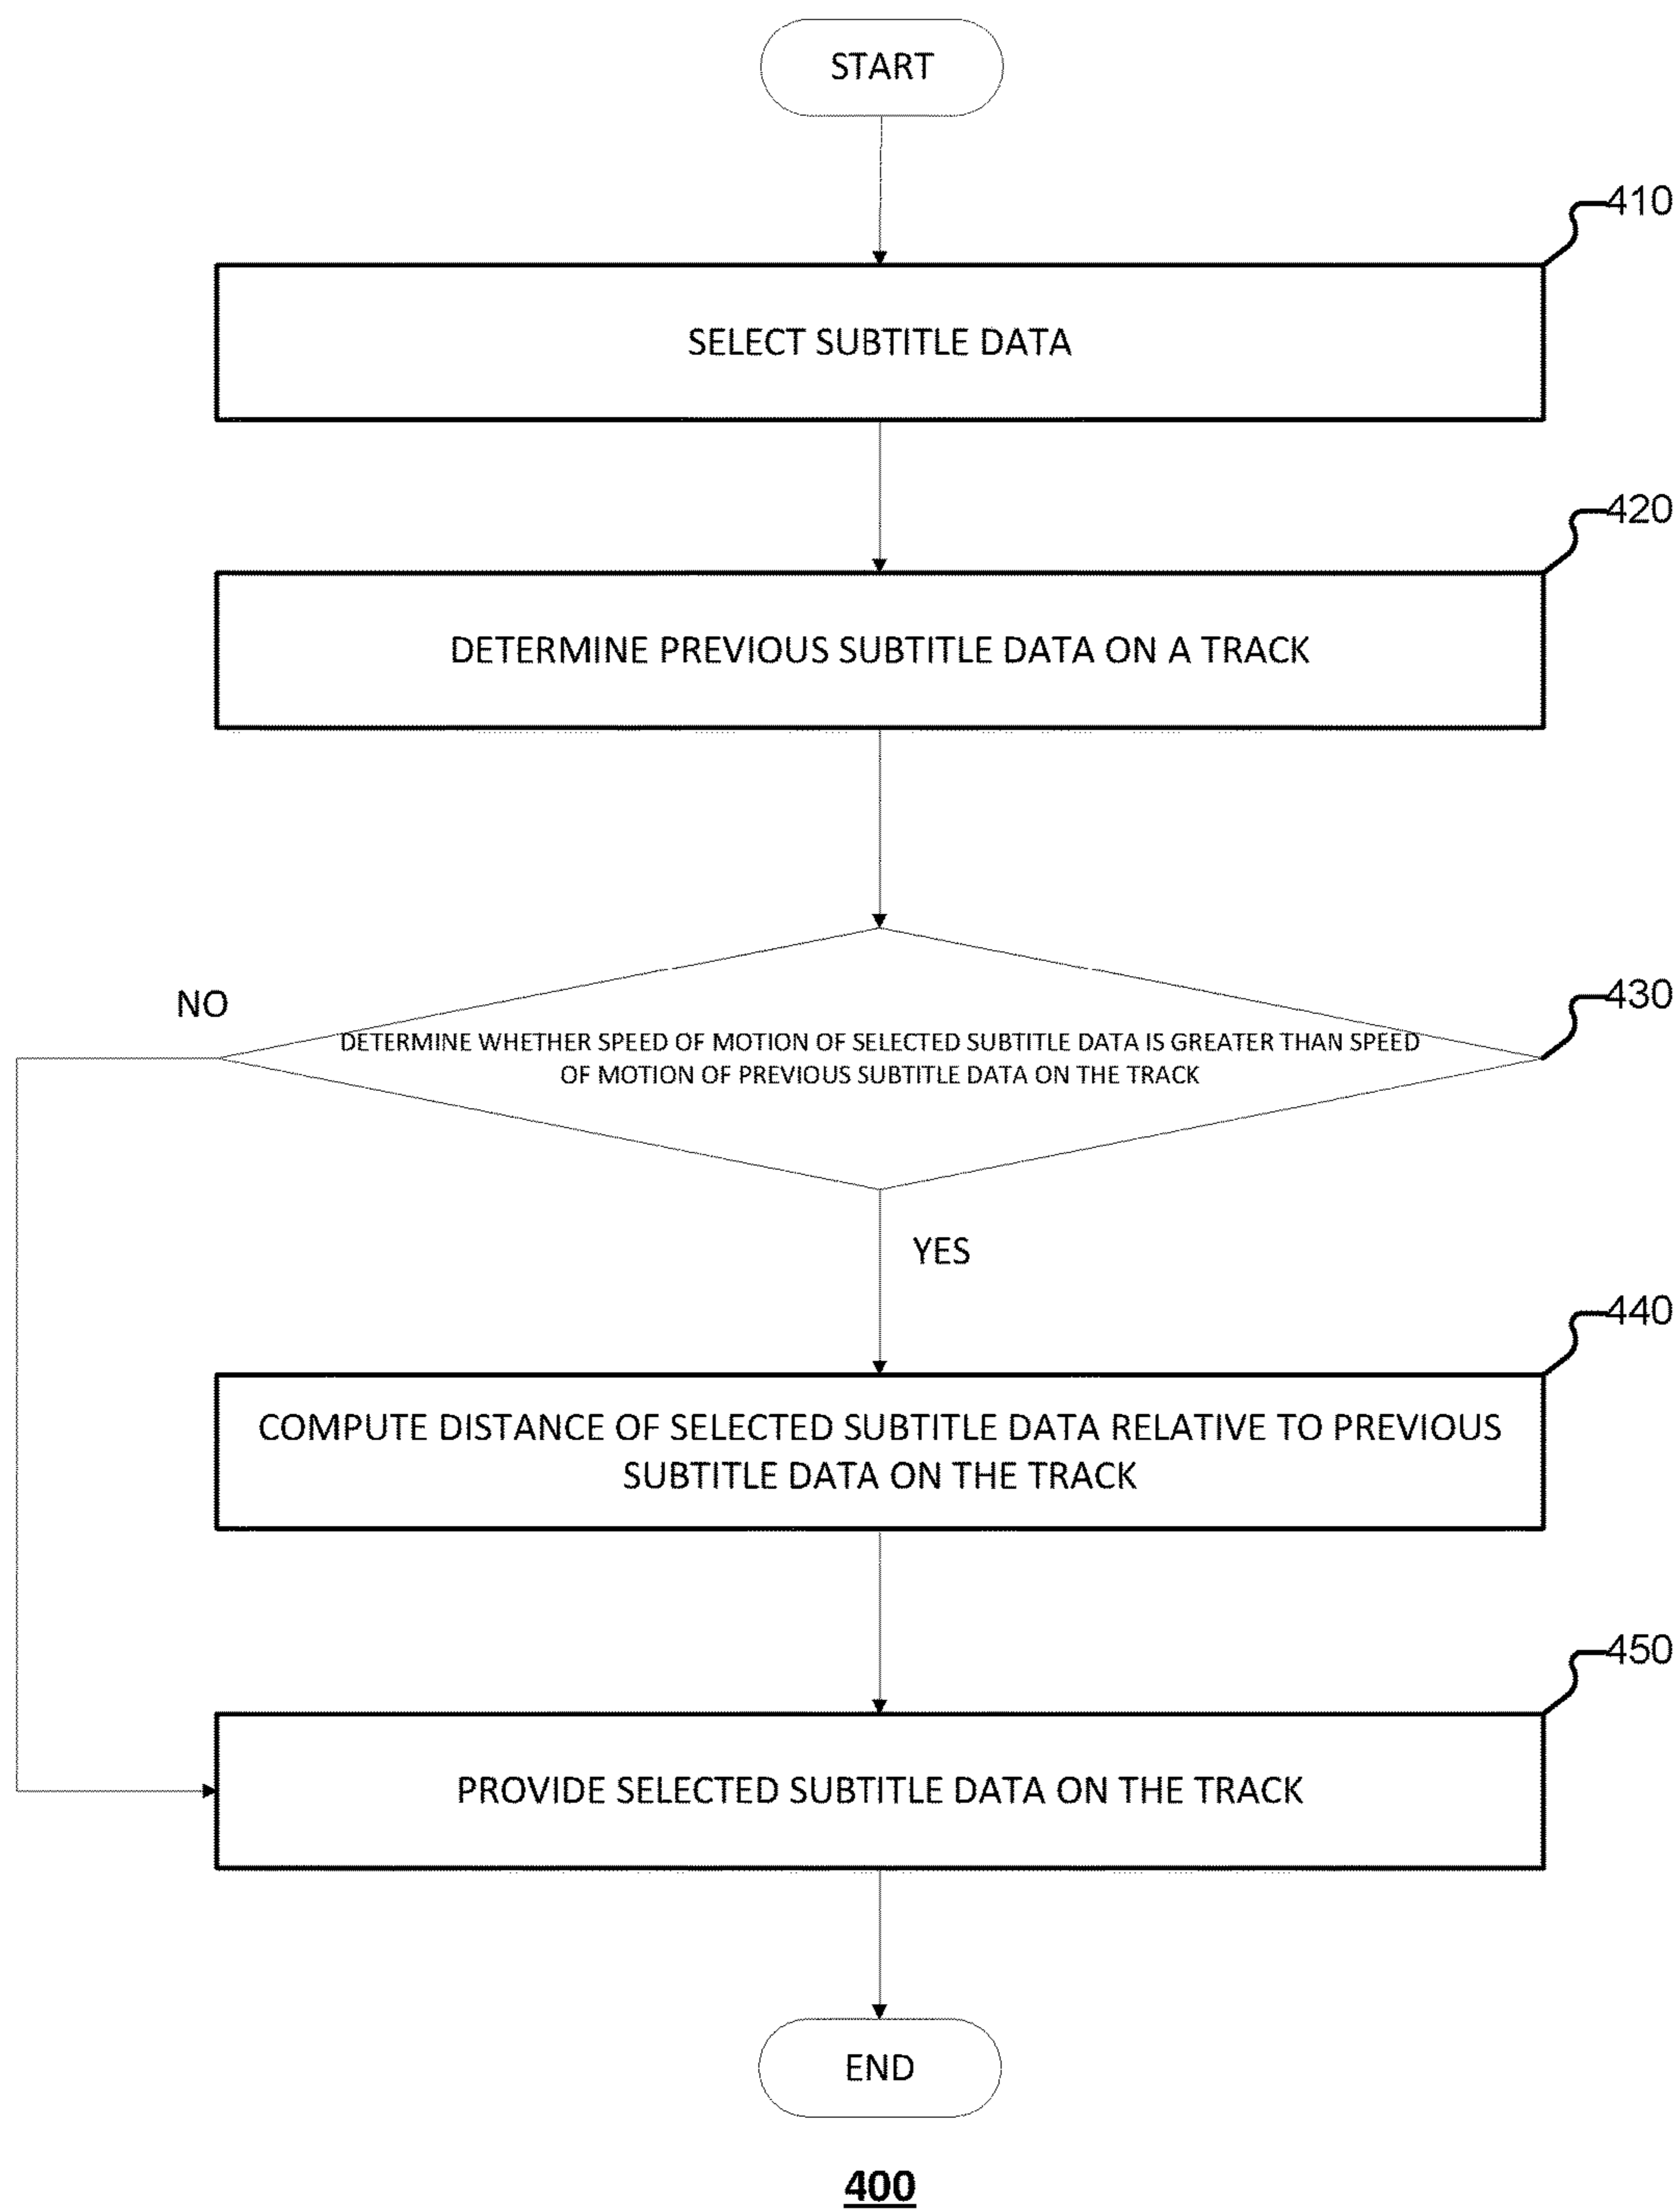 START
410
SELECT SUBTITLE DATA
420
DETERMINE PREVIOUS SUBTITLE DATA ON A TRACK
NO
430
DETERMINE WHETHER SPEED OF MOTION OF SELECTED SUBTITLE DATA IS GREATER THAN SPEED
OF MOTION OF PREVIOUS SUBTITLE DATA ON THE TRACK
YES
440
COMPUTE DISTANCE OF SELECTED SUBTITLE DATA RELATIVE TO PREVIOUS
SUBTITLE DATA ON THE TRACK
450
PROVIDE SELECTED SUBTITLE DATA ON THE TRACK
END
400